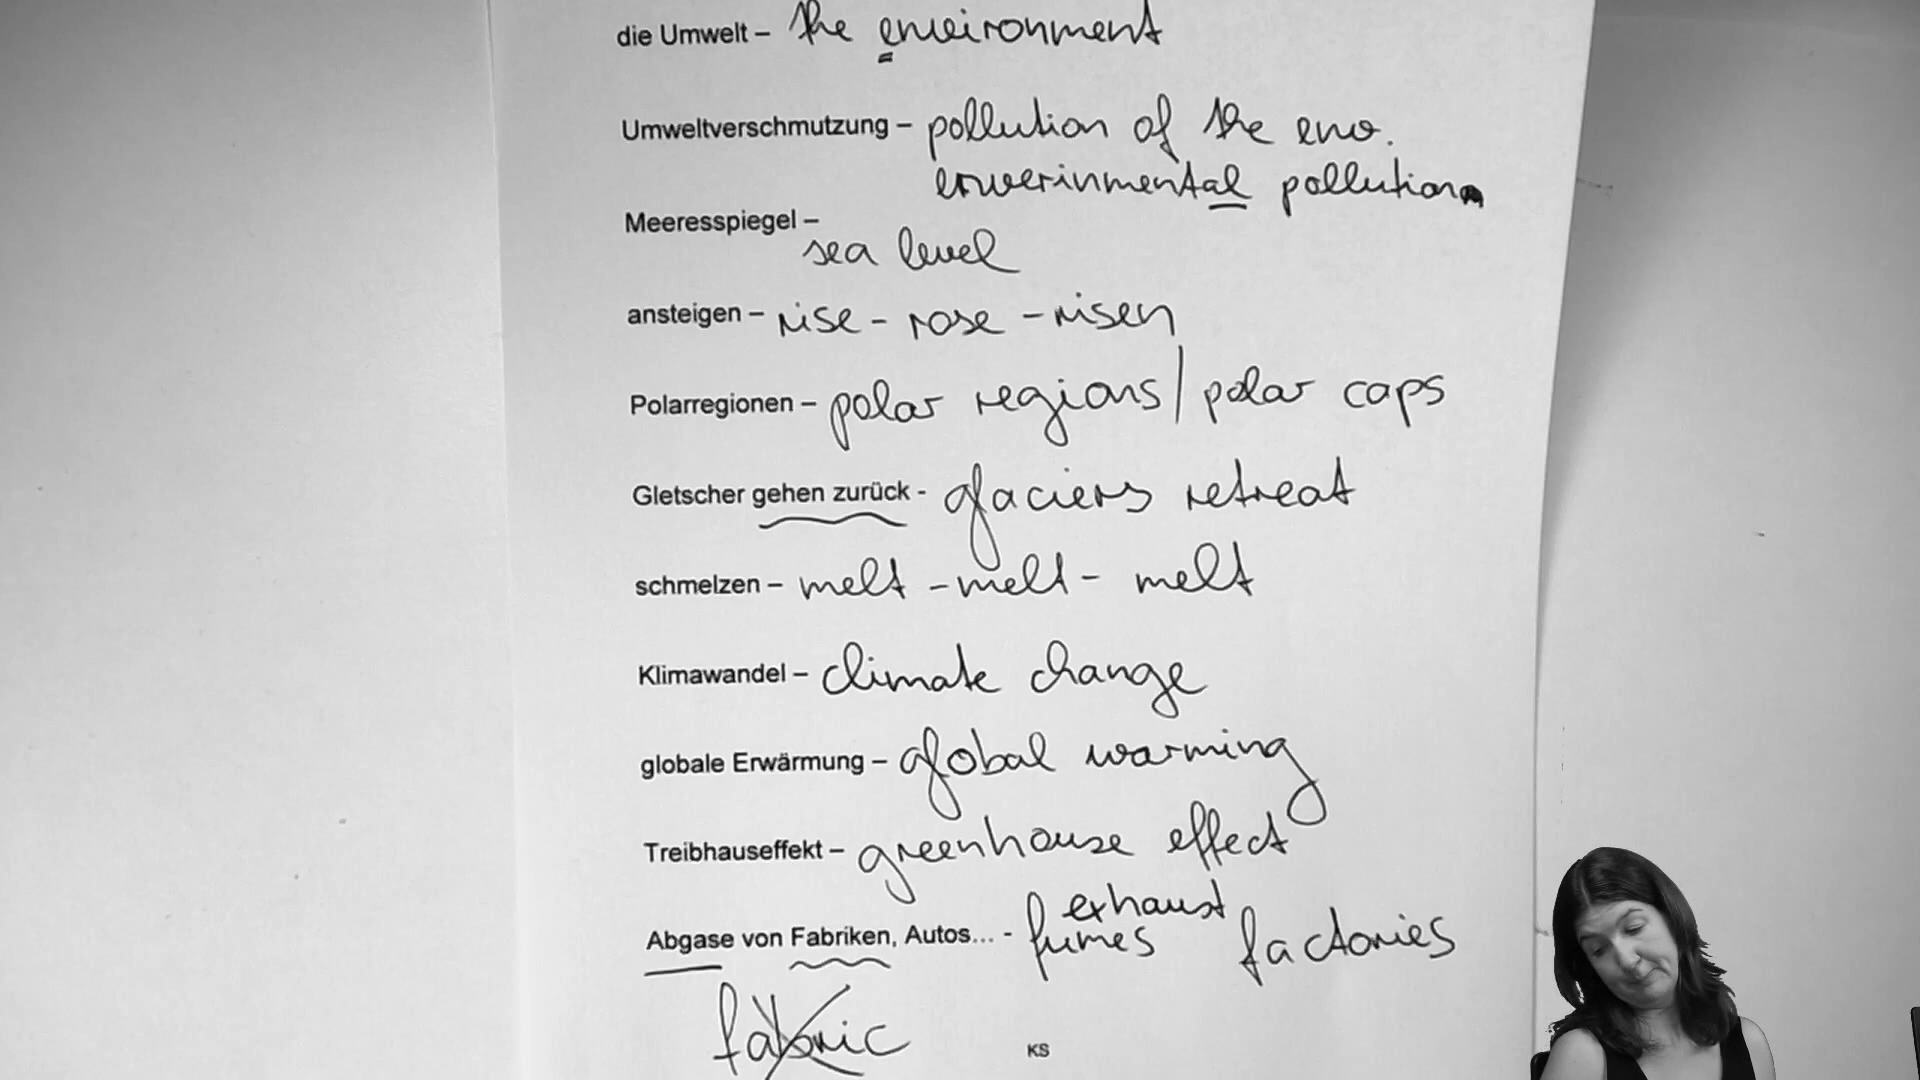 die Umwelt – the environment
Umweltverschmutzung – pollution of the env.
enverinmental pollution
Meeresspiegel –
sea level
ansteigen – rise - rose - risen
Polarregionen – polar regions / polar caps
Gletscher gehen zurück - glaciers retreat
schmelzen – melt - melt - melt
Klimawandel – climate change
globale Erwärmung – global warming
Treibhauseffekt – greenhouse effect
exhaust
Abgase von Fabriken, Autos... - fumes factories
fabric
KS